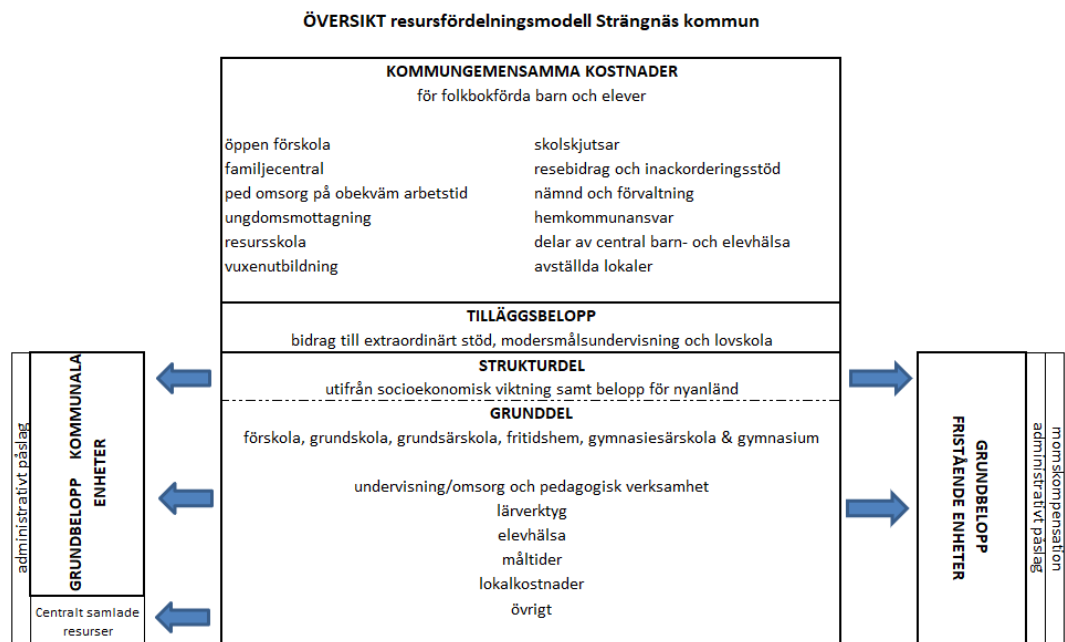 ÖVERSIKT resursfördelningsmodell Strängnäs kommun
KOMMUNGEMENSAMMA KOSTNADER
för folkbokförda barn och elever
öppen förskola
familjecentral
ped omsorg på obekväm arbetstid
ungdomsmottagning
resursskola
vuxenutbildning
skolskjutsar
resebidrag och inackorderingsstöd
nämnd och förvaltning
hemkommunansvar
delar av central barn- och elevhälsa
avställda lokaler
TILLÄGGSBELOPP
bidrag till extraordinärt stöd, modersmålsundervisning och lovskola
STRUKTURDEL
utifrån socioekonomisk viktning samt belopp för nyanländ
GRUNDDEL
förskola, grundskola, grundsärskola, fritidshem, gymnasiesärskola & gymnasium
undervisning/omsorg och pedagogisk verksamhet
lärverktyg
elevhälsa
måltider
lokalkostnader
övrigt
administrativt påslag
GRUNDBELOPP KOMMUNALA
ENHETER
Centralt samlade
resurser
GRUNDBELOPP
FRISTÅENDE ENHETER
momskompensation
administrativt påslag